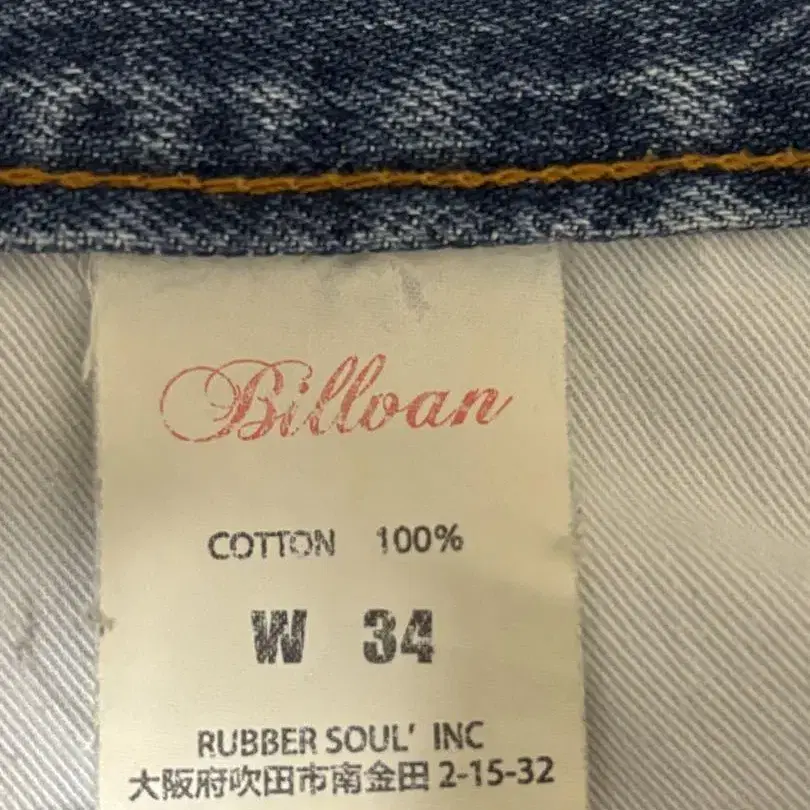 Billvan
COTTON 100%
W 34
RUBBER SOUL' INC
大阪府吹田市南金田2-15-32